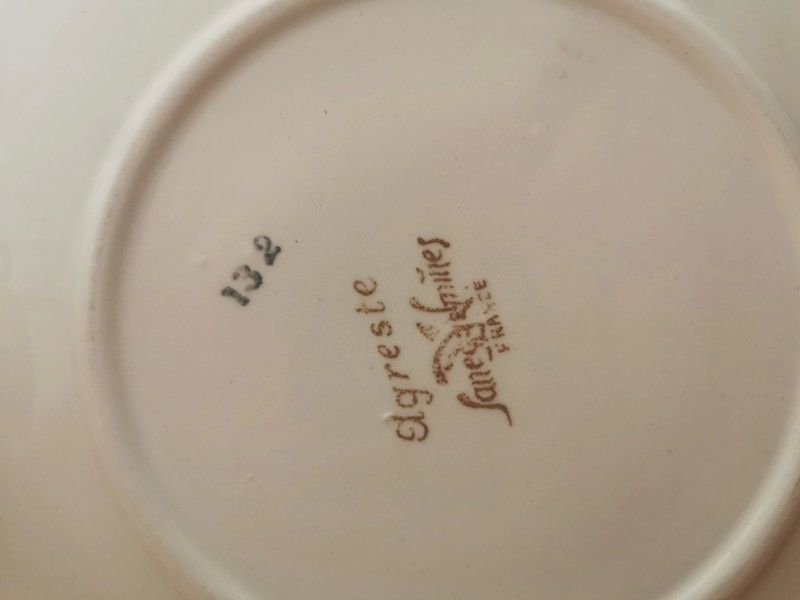 132
Agreste
Sarreguemines
FRANCE